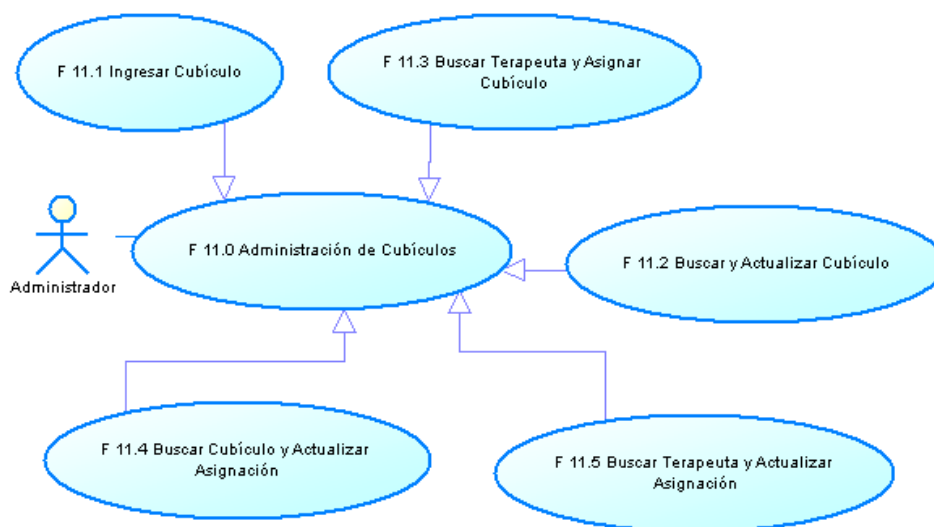 F 11.1 Ingresar Cubículo
F 11.3 Buscar Terapeuta y Asignar
Cubículo
F 11.0 Administración de Cubículos
F 11.2 Buscar y Actualizar Cubículo
Administrador
F 11.4 Buscar Cubículo y Actualizar
Asignación
F 11.5 Buscar Terapeuta y Actualizar
Asignación